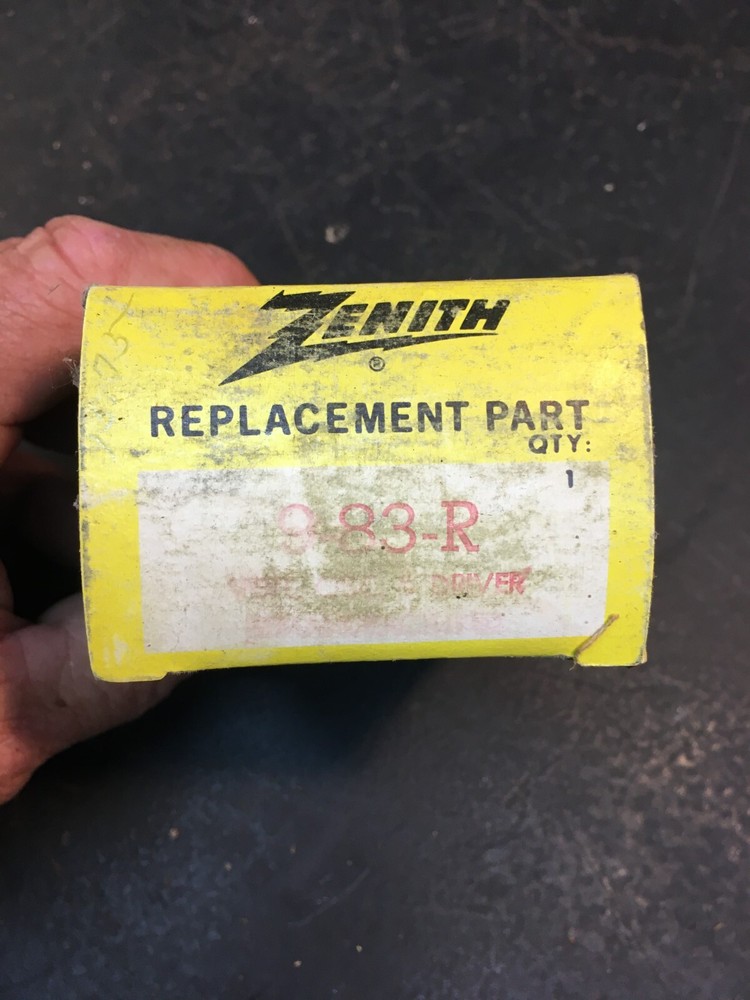 ZENITH
®
REPLACEMENT PART
QTY:
1
9-83-R
DRIVER